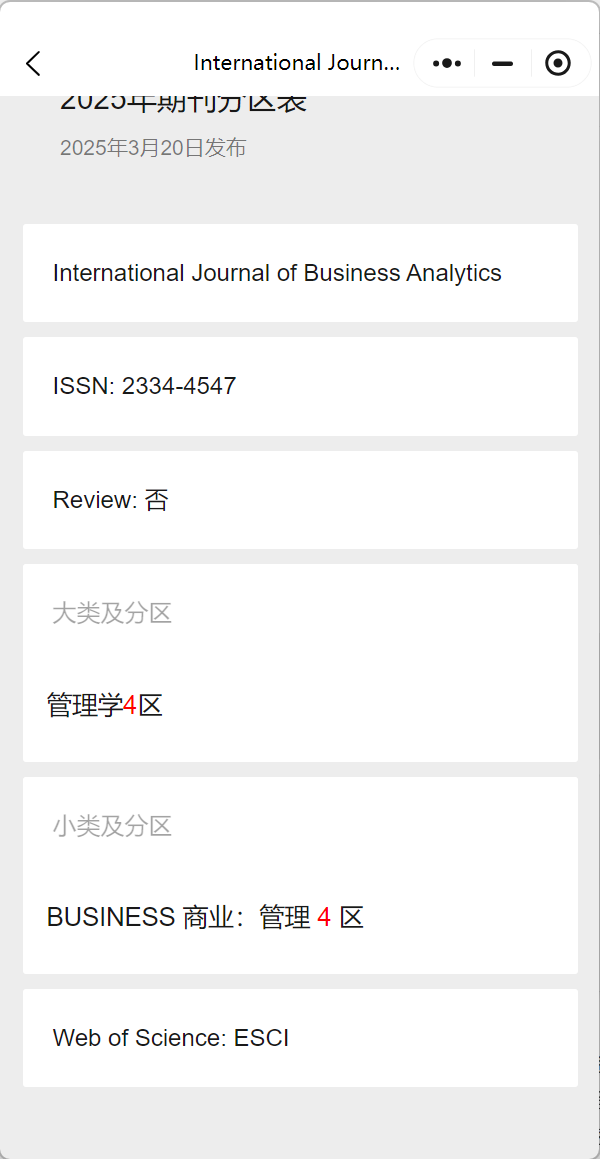 International Journ...
2025年期刊分区表
2025年3月20日发布
International Journal of Business Analytics
ISSN: 2334-4547
Review: 否
大类及分区
管理学4区
小类及分区
BUSINESS 商业：管理 4 区
Web of Science: ESCI